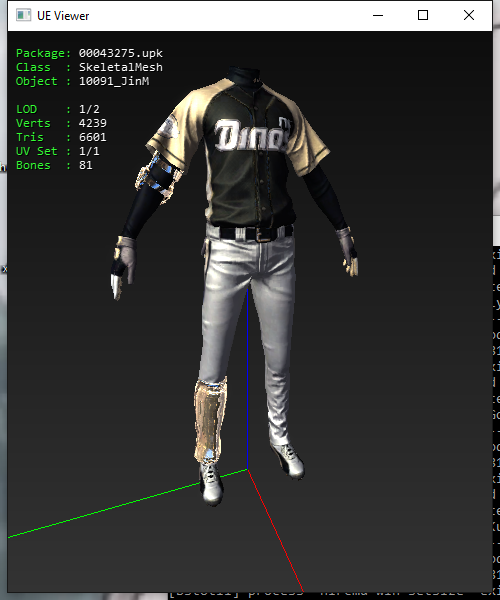 UE Viewer
Package: 00043275.upk
Class : SkeletalMesh
Object : 10091_JinM
LOD : 1/2
Verts : 4239
Tris : 6601
UV Set : 1/1
Bones : 81
Dinos